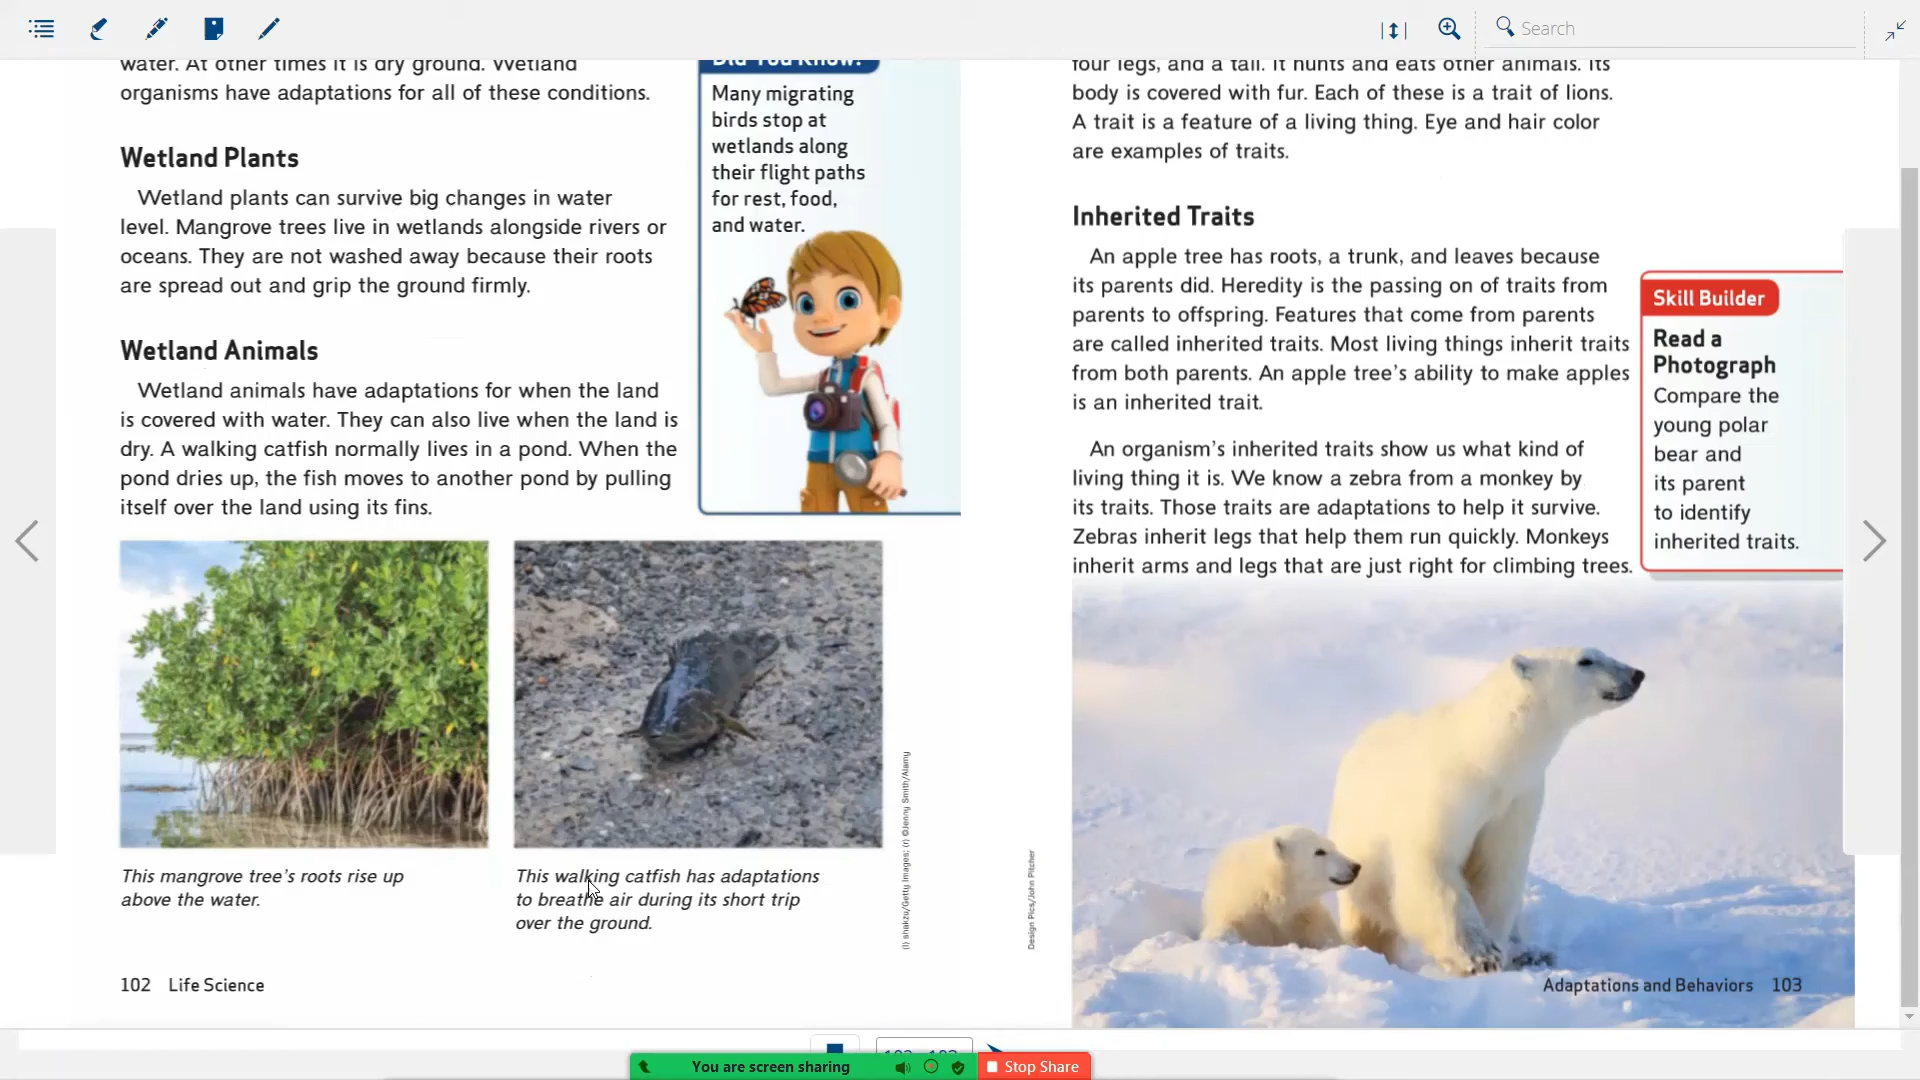 Search
water. At other times it is dry ground. Wetland
organisms have adaptations for all of these conditions.
Wetland Plants
Wetland plants can survive big changes in water
level. Mangrove trees live in wetlands alongside rivers or
oceans. They are not washed away because their roots
are spread out and grip the ground firmly.
Wetland Animals
Wetland animals have adaptations for when the land
is covered with water. They can also live when the land is
dry. A walking catfish normally lives in a pond. When the
pond dries up, the fish moves to another pond by pulling
itself over the land using its fins.
Did You Know?
Many migrating
birds stop at
wetlands along
their flight paths
for rest, food,
and water.
This mangrove tree's roots rise up
above the water.
This walking catfish has adaptations
to breathe air during its short trip
over the ground.
(l) shakzu/Getty Images; (r) ©Jenny Smith/Alamy
102 Life Science
four legs, and a tail. It hunts and eats other animals. Its
body is covered with fur. Each of these is a trait of lions.
A trait is a feature of a living thing. Eye and hair color
are examples of traits.
Inherited Traits
An apple tree has roots, a trunk, and leaves because
its parents did. Heredity is the passing on of traits from
parents to offspring. Features that come from parents
are called inherited traits. Most living things inherit traits
from both parents. An apple tree's ability to make apples
is an inherited trait.
An organism's inherited traits show us what kind of
living thing it is. We know a zebra from a monkey by
its traits. Those traits are adaptations to help it survive.
Zebras inherit legs that help them run quickly. Monkeys
inherit arms and legs that are just right for climbing trees.
Skill Builder
Read a
Photograph
Compare the
young polar
bear and
its parent
to identify
inherited traits.
Design Pics/John Pitcher
Adaptations and Behaviors 103
You are screen sharing
Stop Share